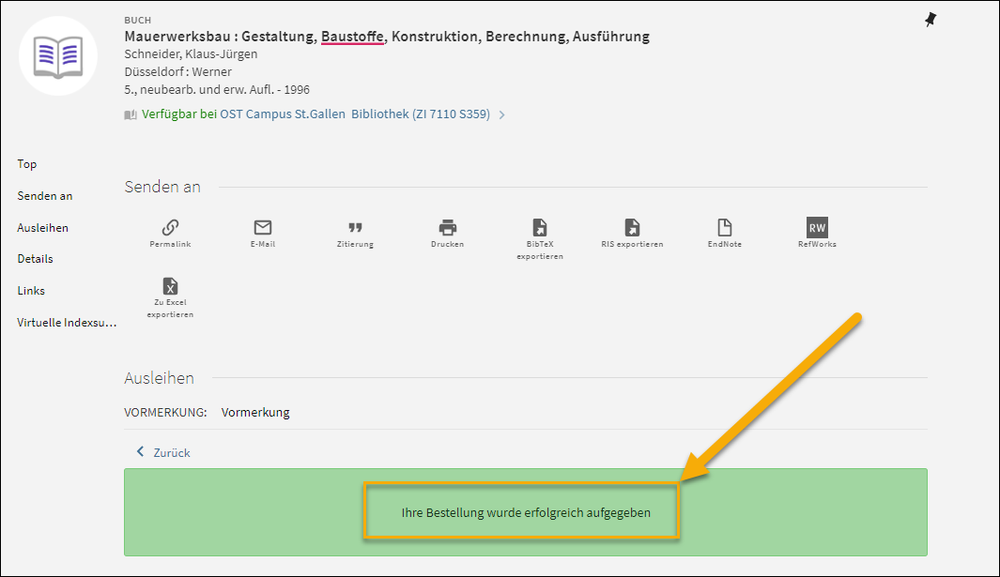 BUCH
Mauerwerksbau : Gestaltung, Baustoffe, Konstruktion, Berechnung, Ausführung
Schneider, Klaus-Jürgen
Düsseldorf : Werner
5., neubearb. und erw. Aufl. - 1996
Verfügbar bei OST Campus St.Gallen Bibliothek (ZI 7110 S359)
Top
Senden an
Ausleihen
Details
Links
Virtuelle Indexsu...
Senden an
Permalink
E-Mail
Zitierung
Drucken
BibTeX
exportieren
RIS exportieren
EndNote
RW
RefWorks
X
Zu Excel
exportieren
Ausleihen
VORMERKUNG: Vormerkung
Zurück
Ihre Bestellung wurde erfolgreich aufgegeben